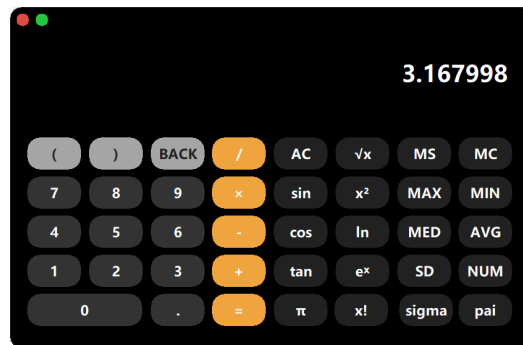 3.167998
( ) BACK / AC √x MS MC
7 8 9 × sin x² MAX MIN
4 5 6 - cos ln MED AVG
1 2 3 + tan eˣ SD NUM
0 . = π x! sigma pai